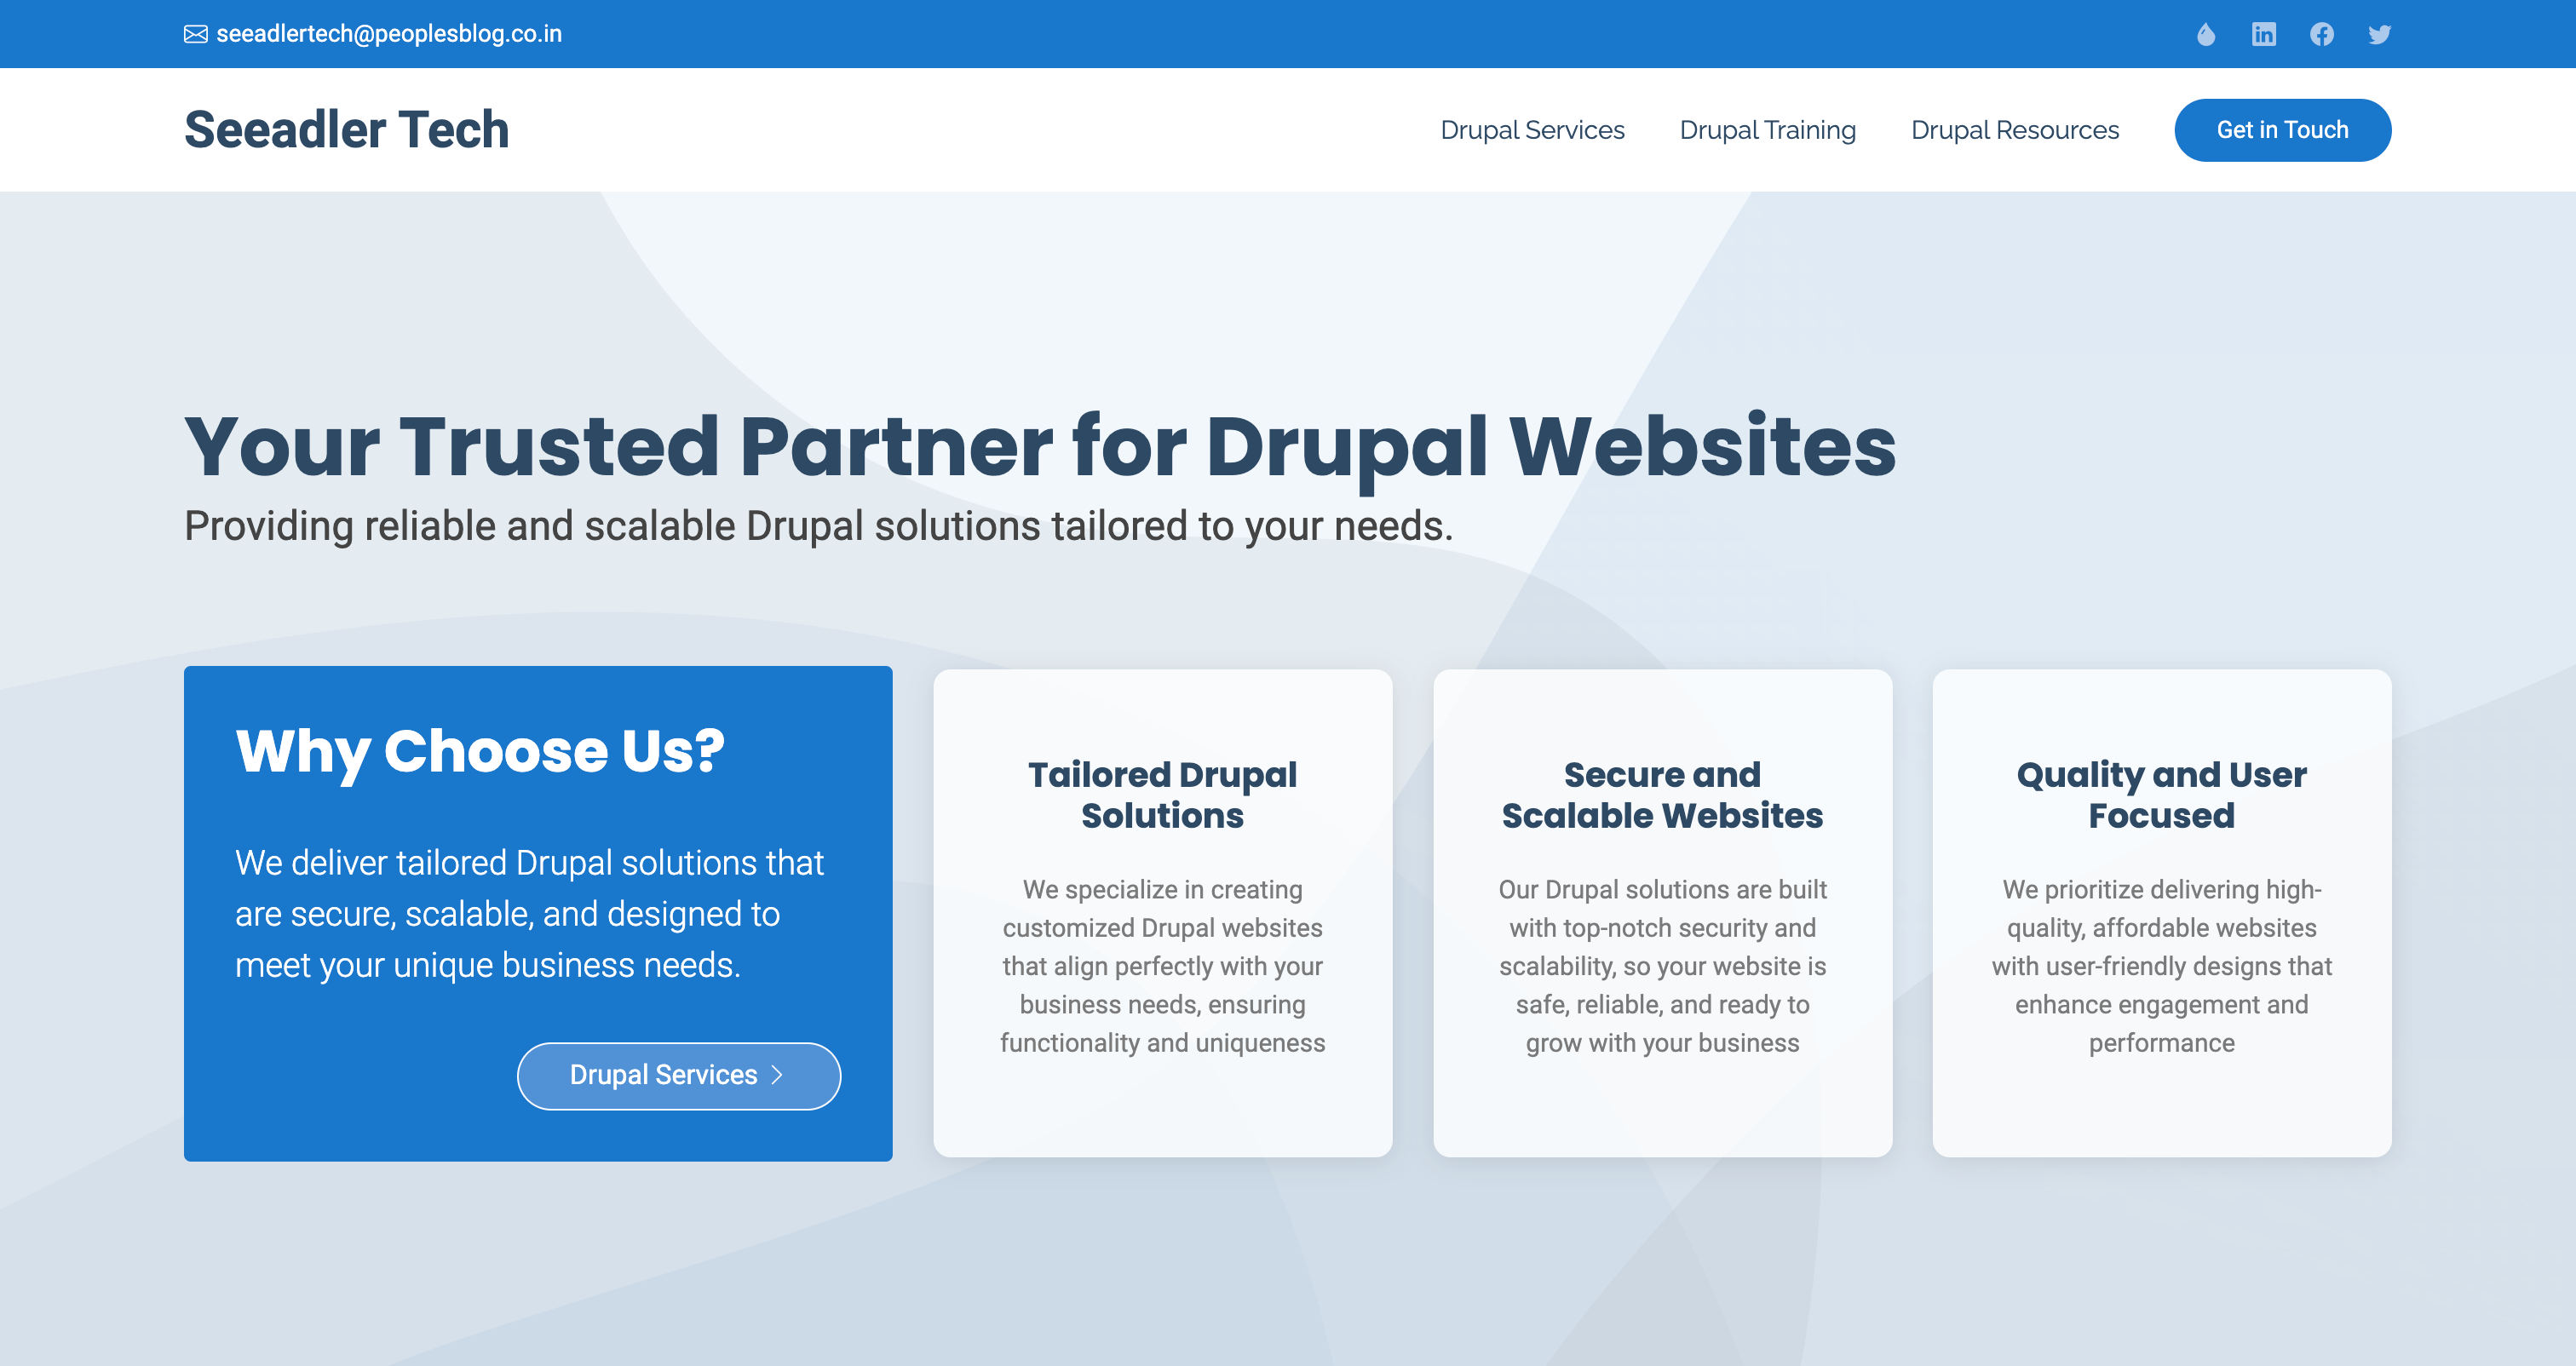 seeadlertech@peoplesblog.co.in
Seeadler Tech
Drupal Services
Drupal Training
Drupal Resources
Get in Touch
Your Trusted Partner for Drupal Websites
Providing reliable and scalable Drupal solutions tailored to your needs.
Why Choose Us?
We deliver tailored Drupal solutions that
are secure, scalable, and designed to
meet your unique business needs.
Drupal Services
Tailored Drupal
Solutions
We specialize in creating
customized Drupal websites
that align perfectly with your
business needs, ensuring
functionality and uniqueness
Secure and
Scalable Websites
Our Drupal solutions are built
with top-notch security and
scalability, so your website is
safe, reliable, and ready to
grow with your business
Quality and User
Focused
We prioritize delivering high-
quality, affordable websites
with user-friendly designs that
enhance engagement and
performance